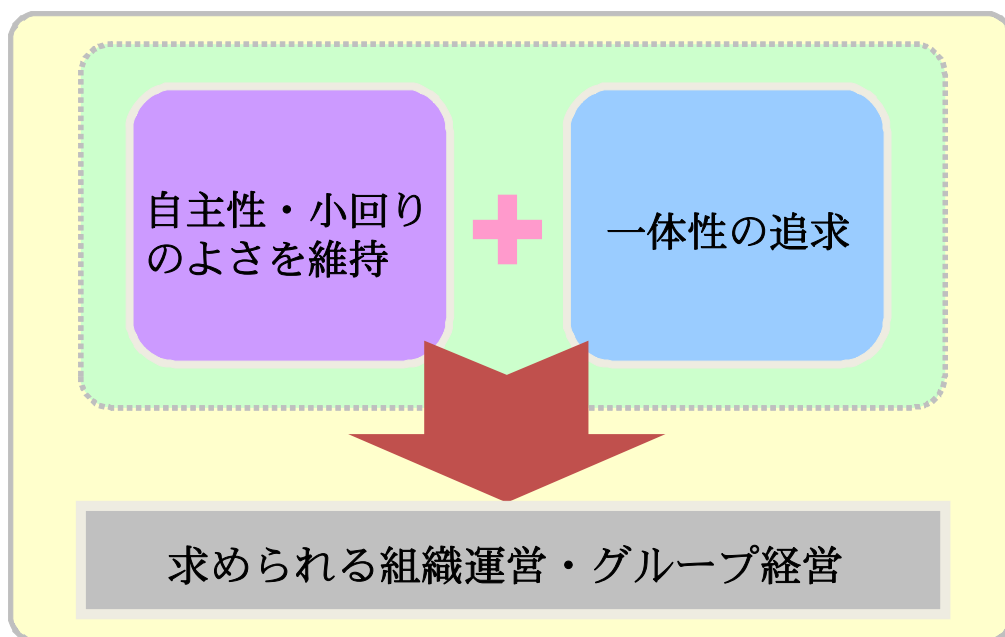 自主性・小回り
のよさを維持
一体性の追求
求められる組織運営・グループ経営